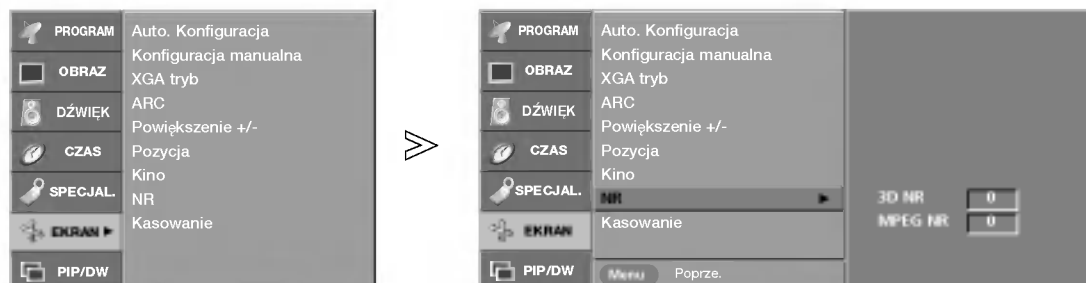 PROGRAM
OBRAZ
DŹWIĘK
CZAS
SPECJAL.
EKRAN
PIP/DW
Auto. Konfiguracja
Konfiguracja manualna
XGA tryb
ARC
Powiększenie +/-
Pozycja
Kino
NR
Kasowanie
PROGRAM
OBRAZ
DŹWIĘK
CZAS
SPECJAL.
EKRAN
PIP/DW
Auto. Konfiguracja
Konfiguracja manualna
XGA tryb
ARC
Powiększenie +/-
Pozycja
Kino
NR
Kasowanie
Menu Poprze.
3D NR 0
MPEG NR 0